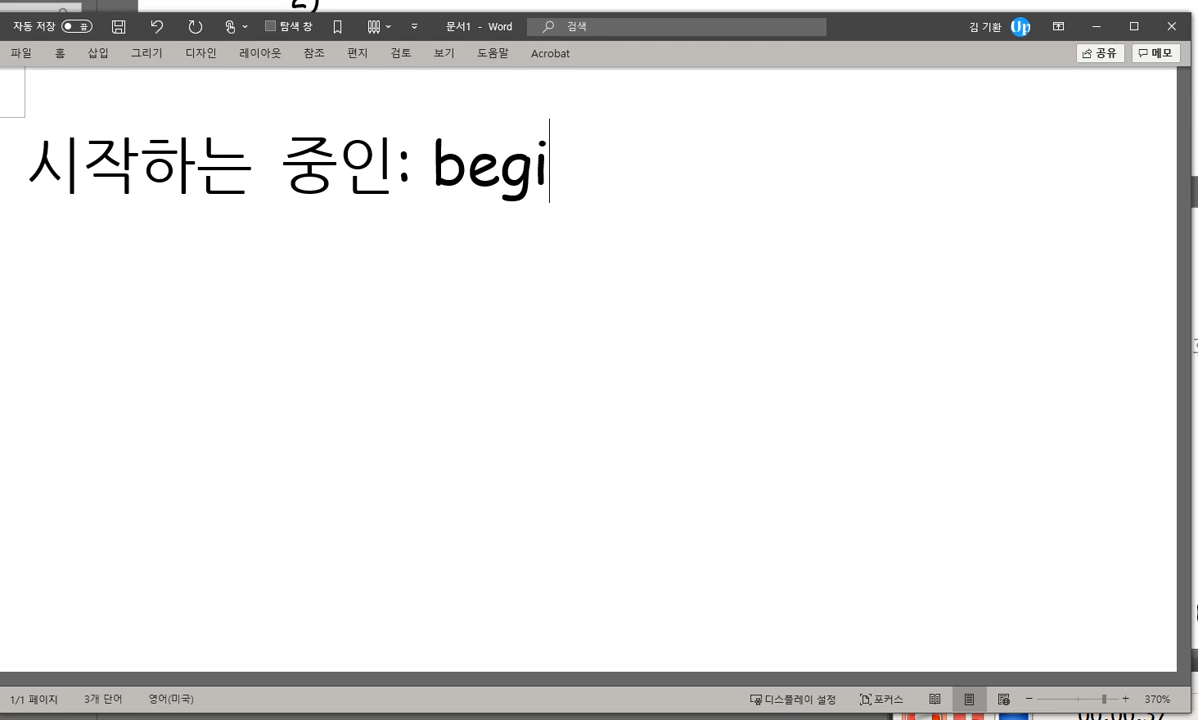 자동 저장 끔 탐색 창 문서1 - Word 검색 김 기환 Up
파일 홈 삽입 그리기 디자인 레이아웃 참조 편지 검토 보기 도움말 Acrobat 공유 메모
시작하는 중인: begi
1/1 페이지 3개 단어 영어(미국) 디스플레이 설정 포커스 - + 370%